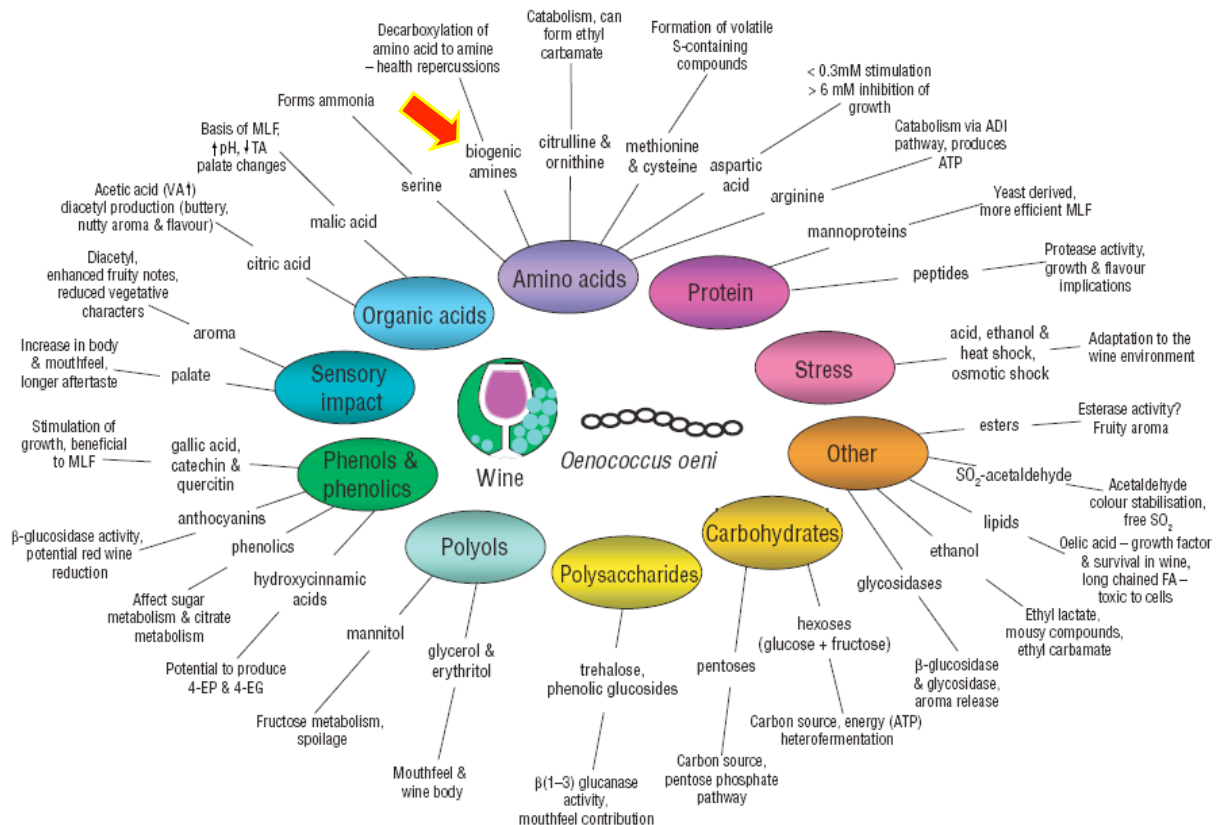 Decarboxylation of
amino acid to amine
– health repercussions
Catabolism, can
form ethyl
carbamate
Formation of volatile
S-containing
compounds
< 0.3mM stimulation
> 6 mM inhibition of
growth
Catabolism via ADI
pathway, produces
ATP
Forms ammonia
Basis of MLF,
↑pH, ↓TA
palate changes
biogenic
amines
citrulline &
ornithine
methionine
& cysteine
aspartic
acid
arginine
serine
Yeast derived,
more efficient MLF
mannoproteins
Acetic acid (VA↑)
diacetyl production (buttery,
nutty aroma & flavour)
malic acid
citric acid
Protease activity,
growth & flavour
implications
peptides
Amino acids
Protein
Organic acids
Diacetyl,
enhanced fruity notes,
reduced vegetative
characters
aroma
Increase in body
& mouthfeel,
longer aftertaste
palate
Sensory
impact
Stress
acid, ethanol &
heat shock,
osmotic shock
Adaptation to the
wine environment
Wine
Oenococcus oeni
Stimulation of
growth, beneficial
to MLF
gallic acid,
catechin &
quercitin
Phenols &
phenolics
anthocyanins
β-glucosidase activity,
potential red wine
reduction
phenolics
Affect sugar
metabolism & citrate
metabolism
hydroxycinnamic
acids
Potential to produce
4-EP & 4-EG
Other
esters
Esterase activity?
Fruity aroma
SO2-acetaldehyde
Acetaldehyde
colour stabilisation,
free SO2
lipids
Oelic acid – growth factor
& survival in wine,
long chained FA –
toxic to cells
ethanol
Ethyl lactate,
mousy compounds,
ethyl carbamate
glycosidases
β-glucosidase
& glycosidase,
aroma release
Polyols
mannitol
Fructose metabolism,
spoilage
glycerol &
erythritol
Mouthfeel &
wine body
Polysaccharides
trehalose,
phenolic glucosides
β(1–3) glucanase
activity,
mouthfeel contribution
Carbohydrates
pentoses
Carbon source,
pentose phosphate
pathway
hexoses
(glucose + fructose)
Carbon source, energy (ATP)
heterofermentation